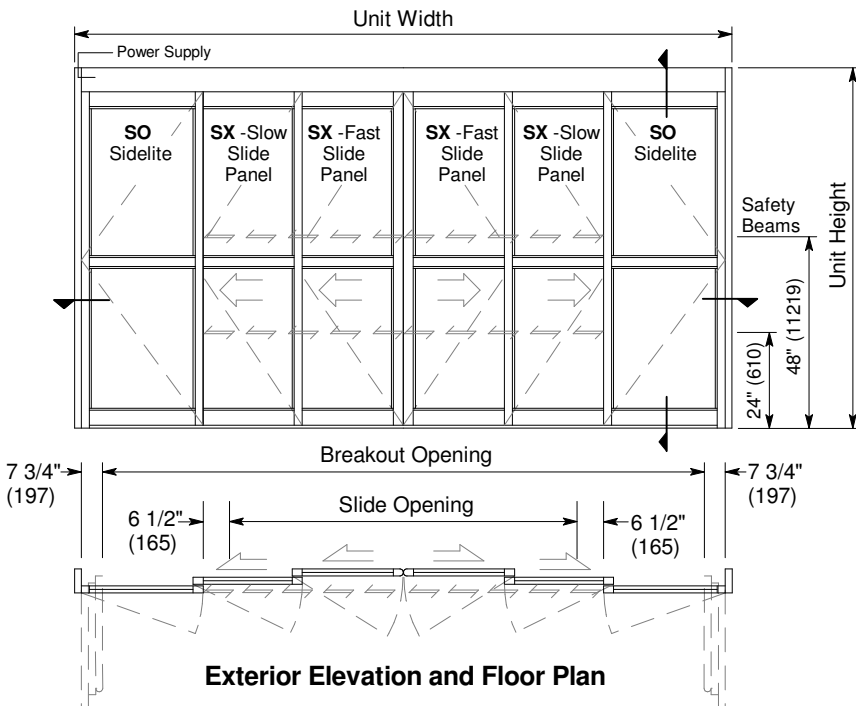 Unit Width
Power Supply
SO
Sidelite
SX -Slow
Slide
Panel
SX -Fast
Slide
Panel
SX -Fast
Slide
Panel
SX -Slow
Slide
Panel
SO
Sidelite
Safety
Beams
Unit Height
48" (11219)
24" (610)
Breakout Opening
7 3/4"
(197)
7 3/4"
(197)
Slide Opening
6 1/2"
(165)
6 1/2"
(165)
Exterior Elevation and Floor Plan